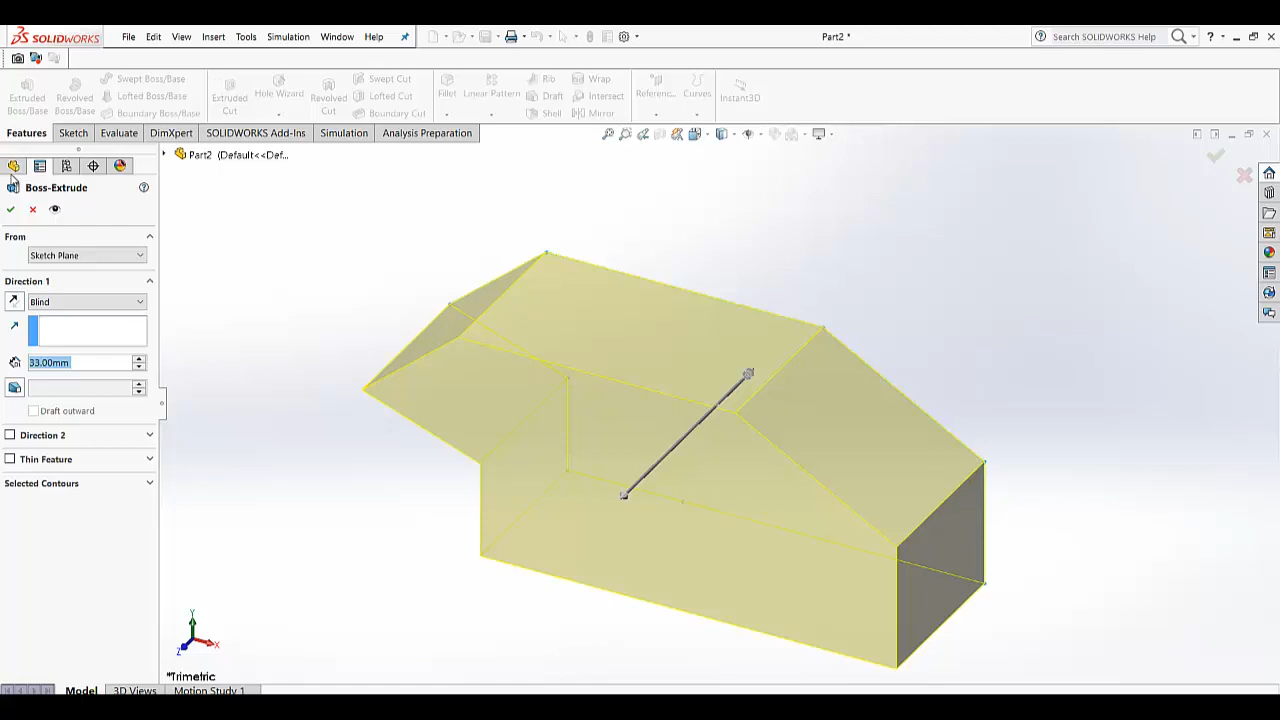 SOLIDWORKS File Edit View Insert Tools Simulation Window Help Part2 * Search SOLIDWORKS Help ?
Extruded Boss/Base
Revolved Boss/Base
Swept Boss/Base
Lofted Boss/Base
Boundary Boss/Base
Extruded Cut
Hole Wizard
Revolved Cut
Swept Cut
Lofted Cut
Boundary Cut
Fillet
Linear Pattern
Rib
Draft
Shell
Wrap
Intersect
Mirror
Referenc...
Curves
Instant3D
Features Sketch Evaluate DimXpert SOLIDWORKS Add-Ins Simulation Analysis Preparation
Part2 (Default<<Def...
Boss-Extrude ?
From
Sketch Plane
Direction 1
Blind
33.00mm
Draft outward
Direction 2
Thin Feature
Selected Contours
Y
X
Z
*Trimetric
Model 3D Views Motion Study 1